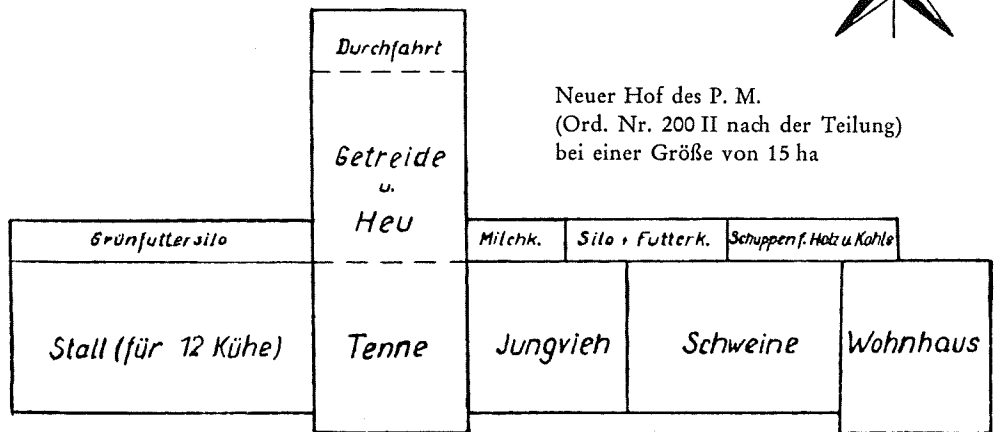 Durchfahrt
Neuer Hof des P. M.
(Ord. Nr. 200 II nach der Teilung)
bei einer Größe von 15 ha
Getreide
u.
Heu
Grünfuttersilo
Milchk.
Silo + Futterk.
Schuppen f. Holz u Kohle
Stall (für 12 Kühe)
Tenne
Jungvieh
Schweine
Wohnhaus